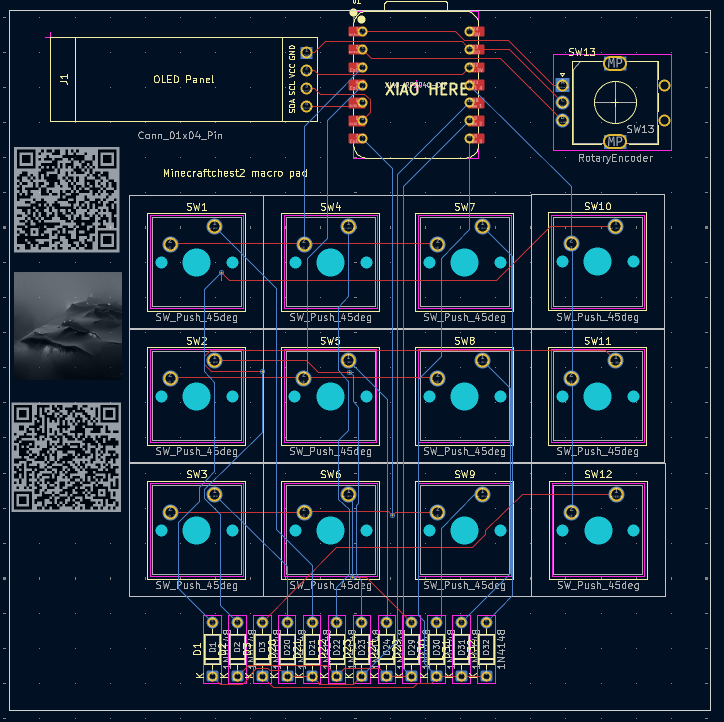 J1
OLED Panel
SDA SCL VCC GND
Conn_01x04_Pin
XIAO HERE
SW13
MP
SW13
MP
RotaryEncoder
Minecraftchest2 macro pad
SW1
SW4
SW7
SW10
SW_Push_45deg
SW_Push_45deg
SW_Push_45deg
SW_Push_45deg
SW2
SW5
SW8
SW11
SW_Push_45deg
SW_Push_45deg
SW_Push_45deg
SW_Push_45deg
SW3
SW6
SW9
SW12
SW_Push_45deg
SW_Push_45deg
SW_Push_45deg
SW_Push_45deg
D1
D1
D2
D3
D20
D21
D22
D23
D24
D29
D30
D31
D32
1N4148
K